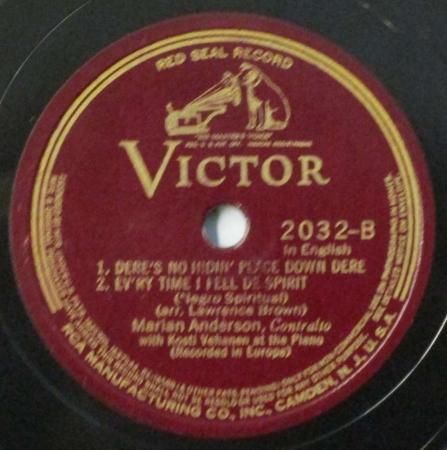 RED SEAL RECORD
"HIS MASTER'S VOICE"
VICTOR
2032-B
In English
1. DERE'S NO HIDIN' PLACE DOWN DERE
2. EV'RY TIME I FEEL DE SPIRIT
(Negro Spiritual)
(arr. Lawrence Brown)
Marian Anderson, Contralto
with Kosti Vehanen at the Piano
(Recorded in Europe)
RCA MANUFACTURING CO., INC., CAMDEN, N. J., U. S. A.